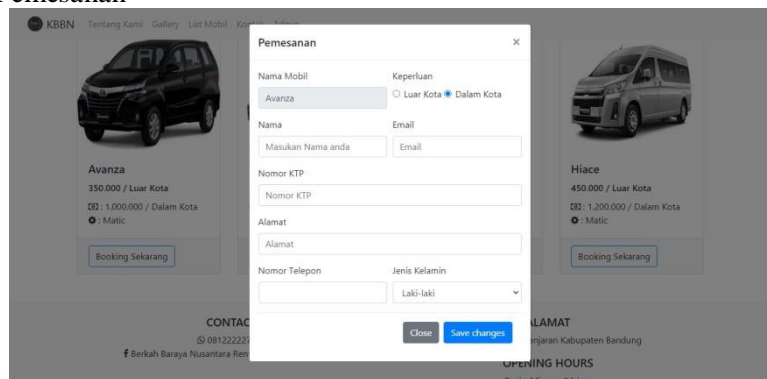 Pemesanan
KBBN Tentang Kami Gallery List Mobil
Pemesanan ×
Nama Mobil Keperluan
Avanza Luar Kota Dalam Kota
Nama Email
Masukan Nama anda Email
Nomor KTP
Nomor KTP
Alamat
Alamat
Nomor Telepon Jenis Kelamin
Laki-laki
Close Save changes
Avanza
350.000 / Luar Kota
: 1.000.000 / Dalam Kota
: Matic
Booking Sekarang
Hiace
450.000 / Luar Kota
: 1.200.000 / Dalam Kota
: Matic
Booking Sekarang
Berkah Baraya Nusantara
Kabupaten Bandung
OPENING HOURS